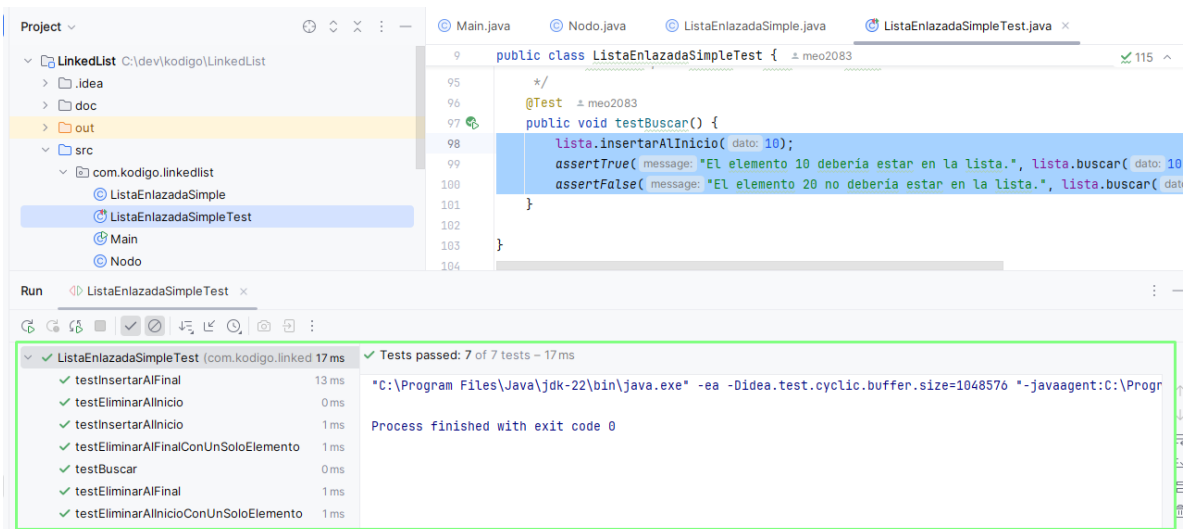 Project
LinkedList C:\dev\kodigo\LinkedList
.idea
doc
out
src
com.kodigo.linkedlist
ListaEnlazadaSimple
ListaEnlazadaSimpleTest
Main
Nodo
Main.java Nodo.java ListaEnlazadaSimple.java ListaEnlazadaSimpleTest.java
9 public class ListaEnlazadaSimpleTest { meo2083 115
95 */
96 @Test meo2083
97 public void testBuscar() {
98 lista.insertarAlInicio( dato: 10);
99 assertTrue( message: "El elemento 10 debería estar en la lista.", lista.buscar( dato: 10
100 assertFalse( message: "El elemento 20 no debería estar en la lista.", lista.buscar( dat
101 }
102
103 }
104
Run ListaEnlazadaSimpleTest
ListaEnlazadaSimpleTest (com.kodigo.linked 17 ms
testInsertarAlFinal 13 ms
testEliminarAlInicio 0 ms
testInsertarAlInicio 1 ms
testEliminarAlFinalConUnSoloElemento 1 ms
testBuscar 0 ms
testEliminarAlFinal 1 ms
testEliminarAlInicioConUnSoloElemento 1 ms
Tests passed: 7 of 7 tests – 17 ms
"C:\Program Files\Java\jdk-22\bin\java.exe" -ea -Didea.test.cyclic.buffer.size=1048576 "-javaagent:C:\Progr
Process finished with exit code 0